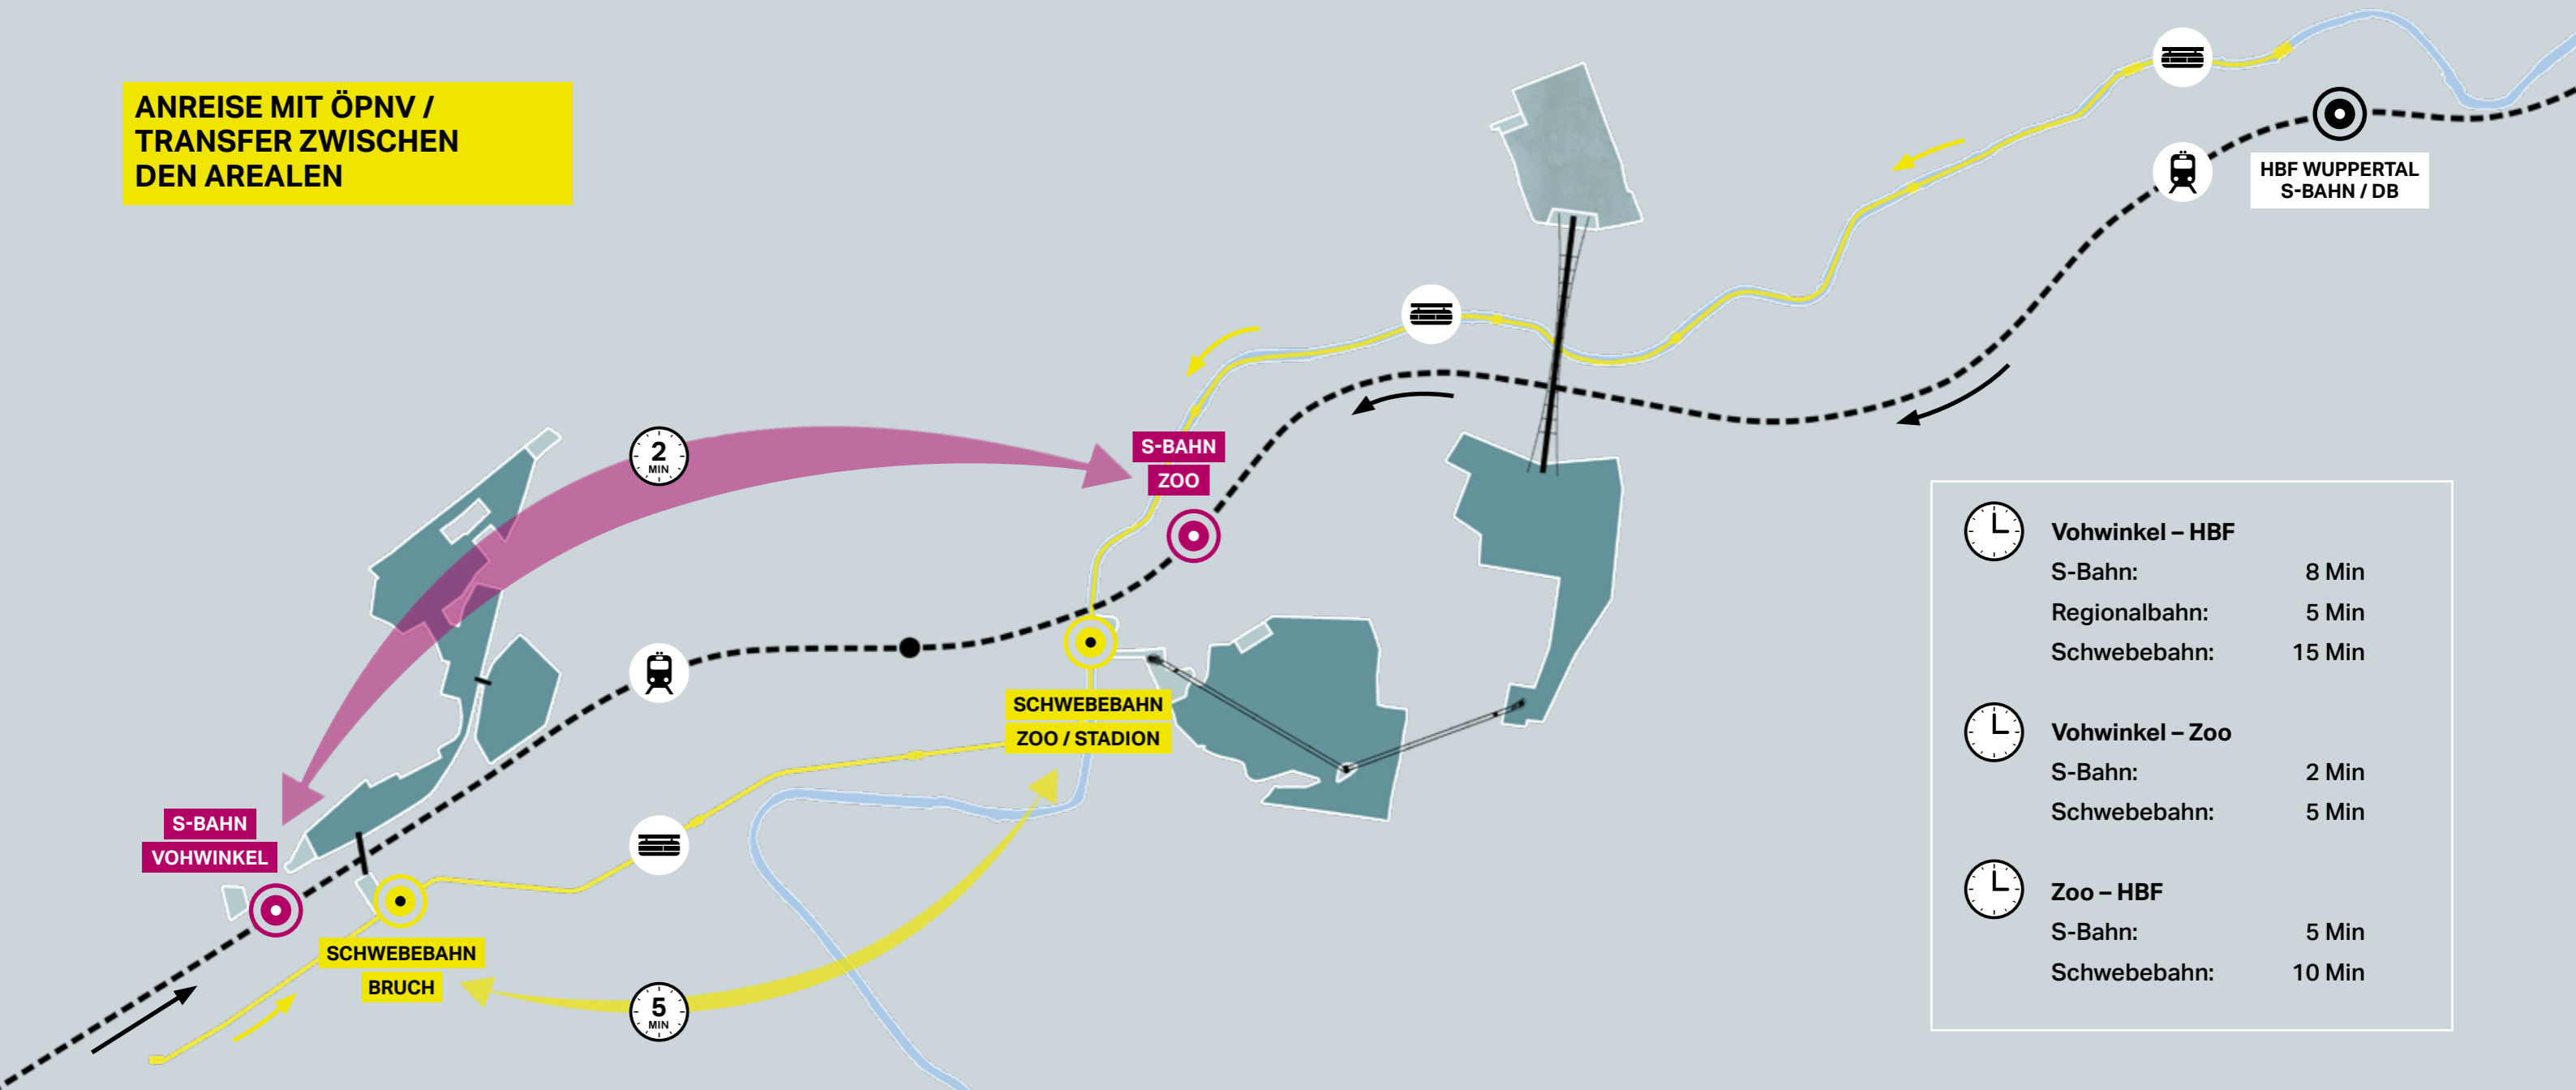 ANREISE MIT ÖPNV /
TRANSFER ZWISCHEN
DEN AREALEN
HBF WUPPERTAL
S-BAHN / DB
2
MIN
S-BAHN
ZOO
SCHWEBEBAHN
ZOO / STADION
S-BAHN
VOHWINKEL
SCHWEBEBAHN
BRUCH
5
MIN
Vohwinkel – HBF
S-Bahn: 8 Min
Regionalbahn: 5 Min
Schwebebahn: 15 Min
Vohwinkel – Zoo
S-Bahn: 2 Min
Schwebebahn: 5 Min
Zoo – HBF
S-Bahn: 5 Min
Schwebebahn: 10 Min